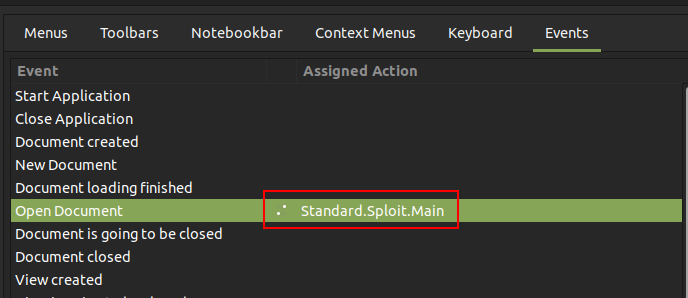 Menus Toolbars Notebookbar Context Menus Keyboard Events
Event Assigned Action
Start Application
Close Application
Document created
New Document
Document loading finished
Open Document Standard.Sploit.Main
Document is going to be closed
Document closed
View created